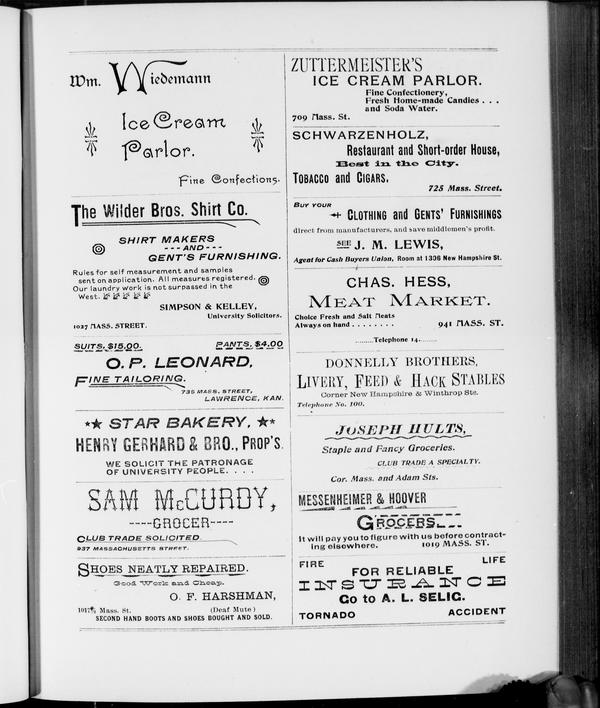 Wm. Wiedemann
Ice Cream
Parlor.
Fine Confections.
The Wilder Bros. Shirt Co.
SHIRT MAKERS
---AND---
GENT'S FURNISHING.
Rules for self measurement and samples
sent on application. All measures registered.
Our laundry work is not surpassed in the
West.
SIMPSON & KELLEY,
University Solicitors.
1027 MASS. STREET.
SUITS, $15.00. PANTS, $4.00
O. P. LEONARD,
FINE TAILORING.
735 MASS. STREET,
LAWRENCE, KAN.
STAR BAKERY,
HENRY GERHARD & BRO., PROP'S.
WE SOLICIT THE PATRONAGE
OF UNIVERSITY PEOPLE. . . .
SAM McCURDY,
----GROCER----
CLUB TRADE SOLICITED
937 MASSACHUSETTS STREET.
SHOES NEATLY REPAIRED.
Good Work and Cheap.
O. F. HARSHMAN,
1017½ Mass. St. (Deaf Mute)
SECOND HAND BOOTS AND SHOES BOUGHT AND SOLD.
ZUTTERMEISTER'S
ICE CREAM PARLOR.
Fine Confectionery,
Fresh Home-made Candies . . .
and Soda Water.
709 Mass. St.
SCHWARZENHOLZ,
Restaurant and Short-order House,
Best in the City.
TOBACCO and CIGARS.
725 Mass. Street.
BUY YOUR
CLOTHING and GENTS' FURNISHINGS
direct from manufacturers, and save middlemen's profit.
SEE J. M. LEWIS,
Agent for Cash Buyers Union, Room at 1336 New Hampshire St.
CHAS. HESS,
MEAT MARKET.
Choice Fresh and Salt Meats
Always on hand . . . . . . . . 941 MASS. ST.
.........Telephone 14.........
DONNELLY BROTHERS,
LIVERY, FEED & HACK STABLES
Corner New Hampshire & Winthrop Sts.
Telephone No. 100.
JOSEPH HULTS,
Staple and Fancy Groceries.
CLUB TRADE A SPECIALTY.
Cor. Mass. and Adam Sts.
MESSENHEIMER & HOOVER
GROCERS
It will pay you to figure with us before contract-
ing elsewhere. 1019 MASS. ST.
FIRE LIFE
FOR RELIABLE
INSURANCE
Go to A. L. SELIG.
TORNADO ACCIDENT